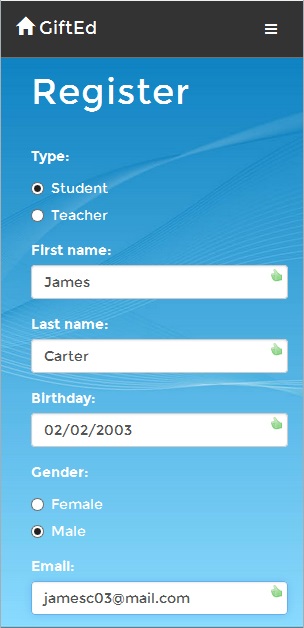 GiftEd
Register
Type:
Student
Teacher
First name:
James
Last name:
Carter
Birthday:
02/02/2003
Gender:
Female
Male
Email:
jamesc03@mail.com